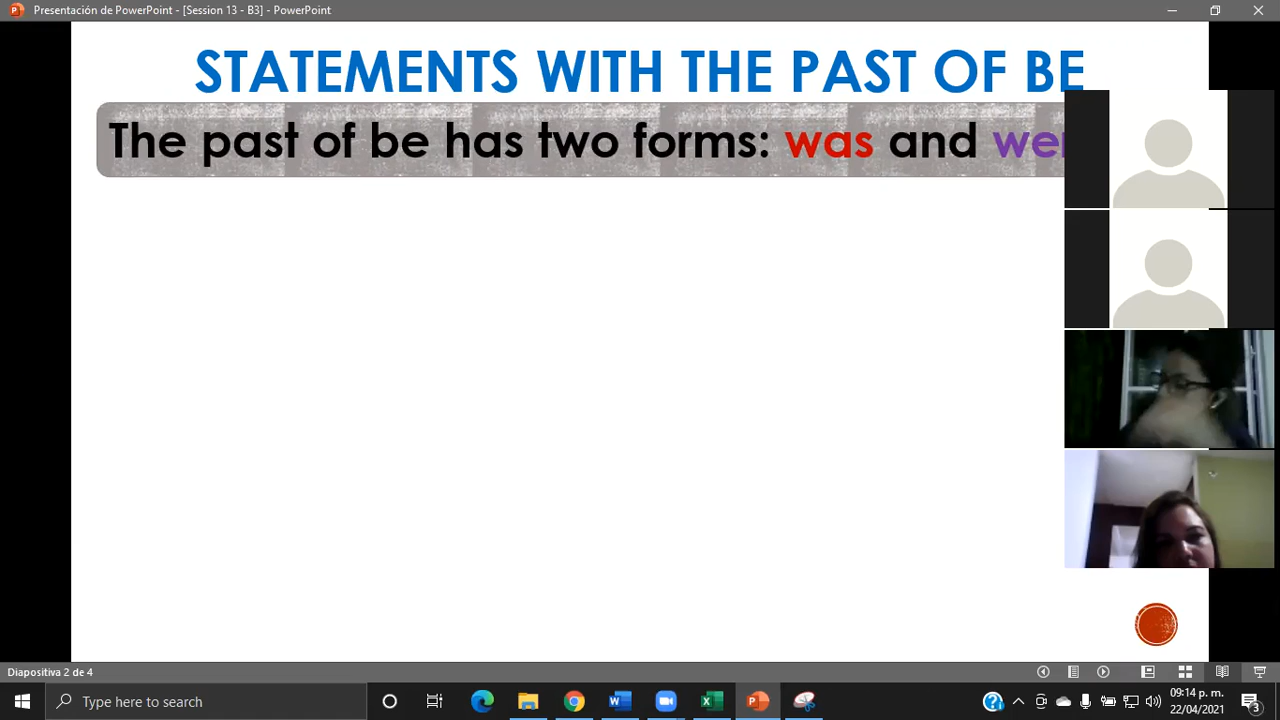 Presentación de PowerPoint - [Session 13 - B3] - PowerPoint
STATEMENTS WITH THE PAST OF BE
The past of be has two forms: was and
Diapositiva 2 de 4
Type here to search
09:14 p. m.
22/04/2021
3